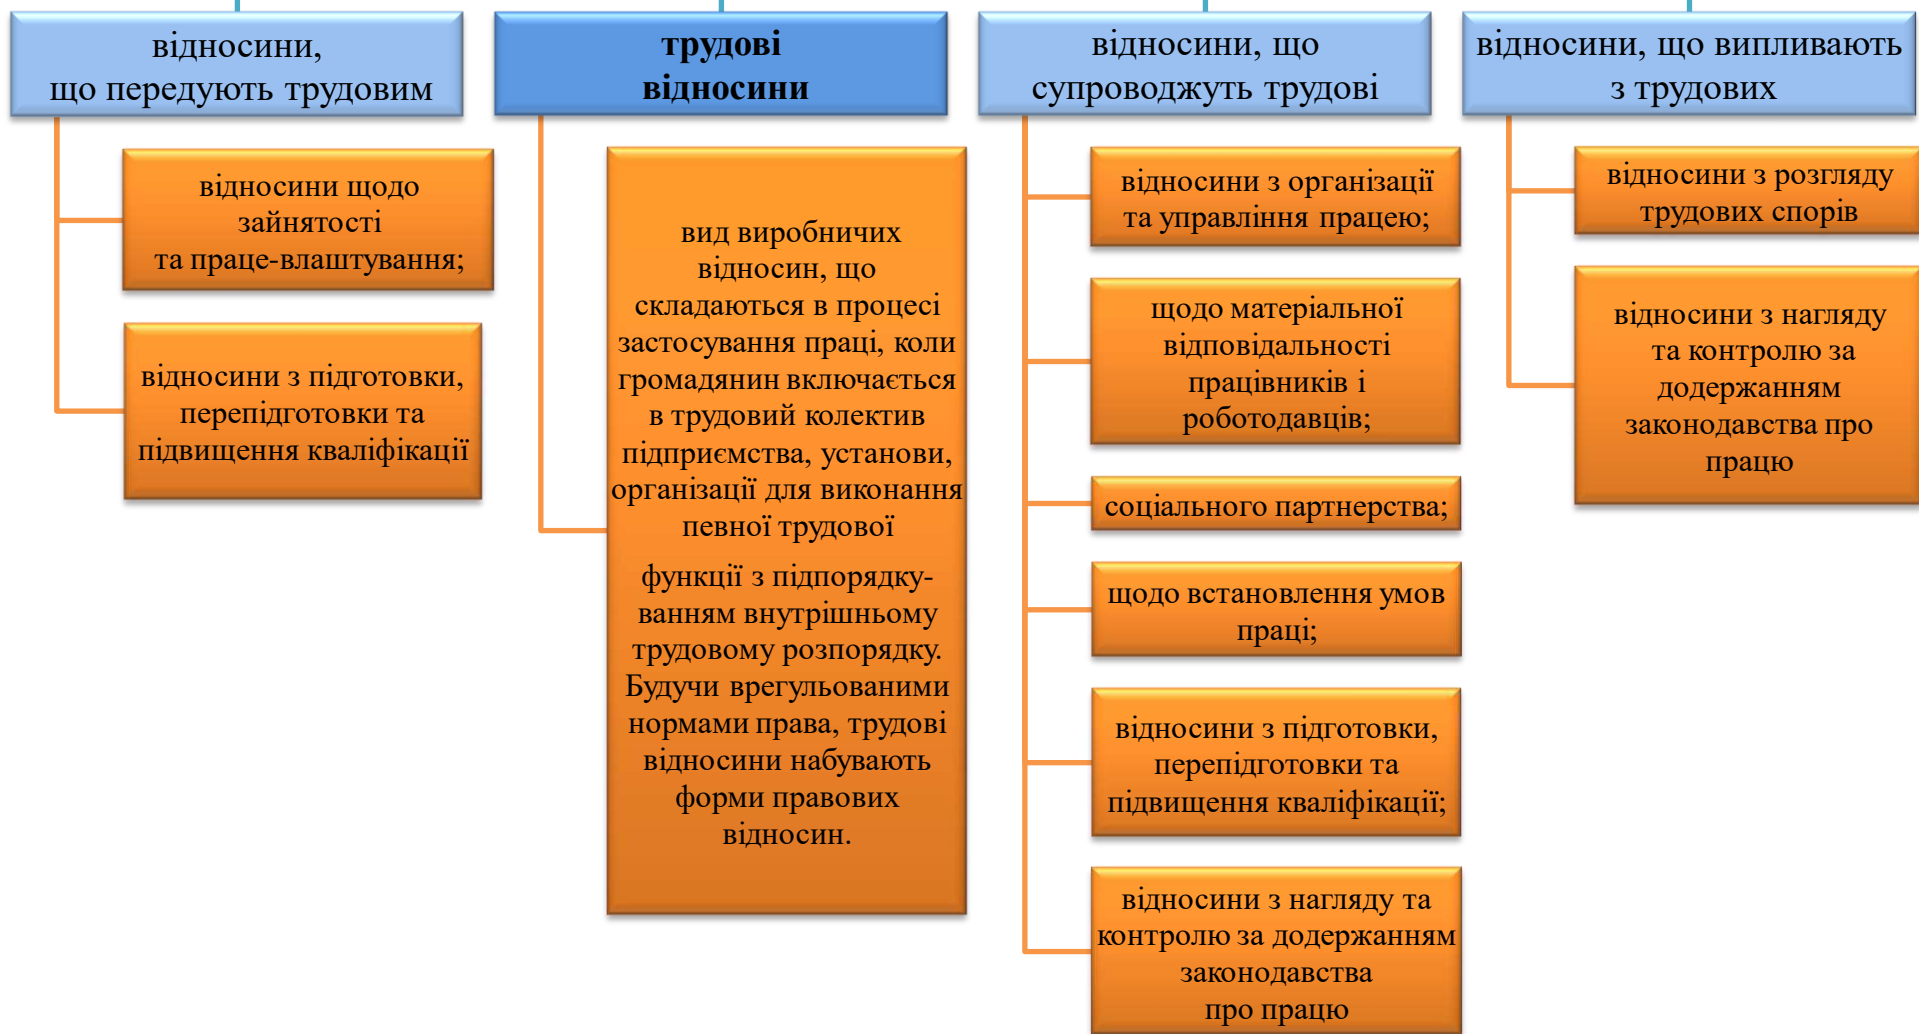 відносини,
що передують трудовим
відносини щодо
зайнятості
та праце-влаштування;
відносини з підготовки,
перепідготовки та
підвищення кваліфікації
трудові
відносини
вид виробничих
відносин, що
складаються в процесі
застосування праці, коли
громадянин включається
в трудовий колектив
підприємства, установи,
організації для виконання
певної трудової
функції з підпорядку-
ванням внутрішньому
трудовому розпорядку.
Будучи врегульованими
нормами права, трудові
відносини набувають
форми правових
відносин.
відносини, що
супроводжуть трудові
відносини з організації
та управління працею;
щодо матеріальної
відповідальності
працівників і
роботодавців;
соціального партнерства;
щодо встановлення умов
праці;
відносини з підготовки,
перепідготовки та
підвищення кваліфікації;
відносини з нагляду та
контролю за додержанням
законодавства
про працю
відносини, що випливають
з трудових
відносини з розгляду
трудових спорів
відносини з нагляду
та контролю за
додержанням
законодавства про
працю